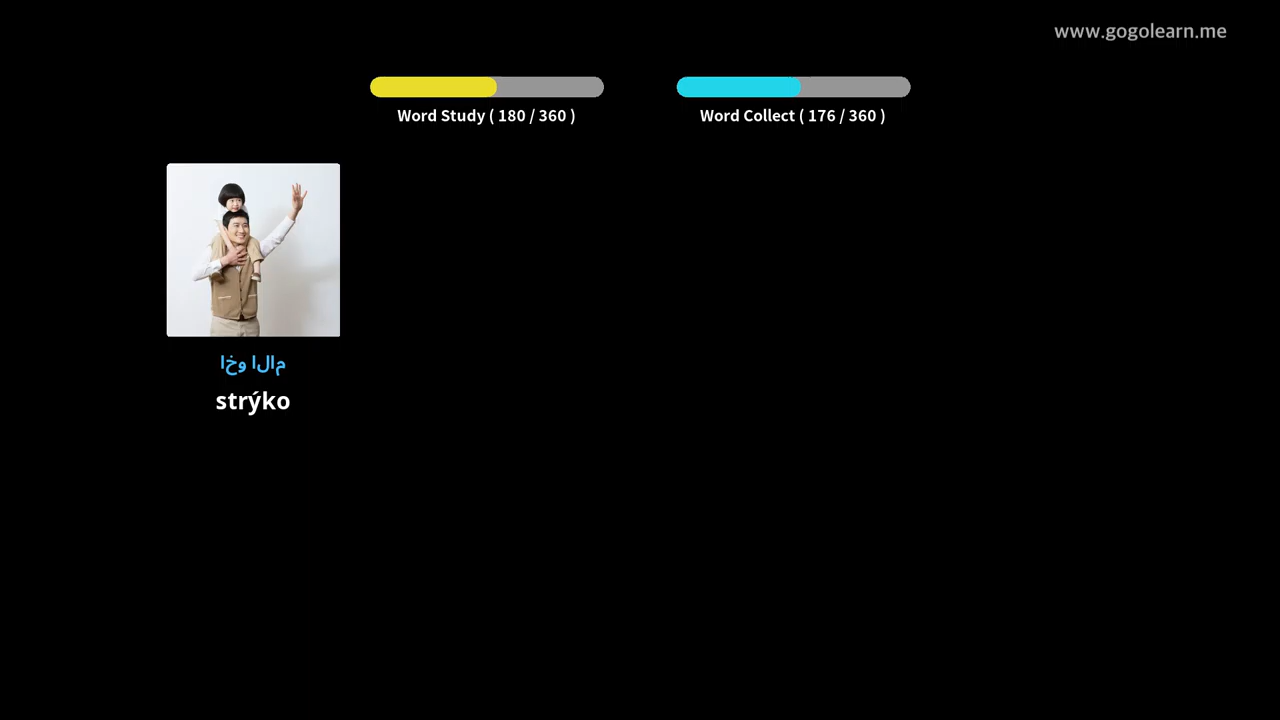 www.gogolearn.me
Word Study ( 180 / 360 )
Word Collect ( 176 / 360 )
اخو الام
strýko